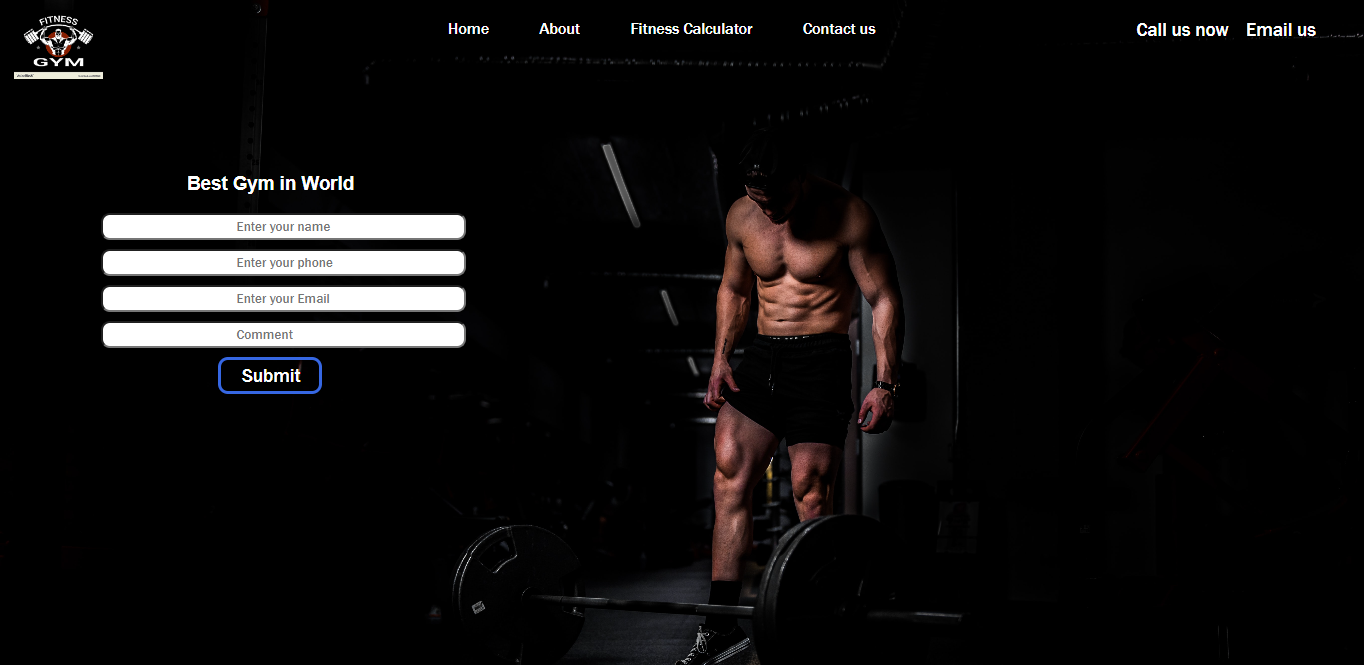 FITNESS
GYM
Home About Fitness Calculator Contact us
Call us now Email us
Best Gym in World
Enter your name
Enter your phone
Enter your Email
Comment
Submit